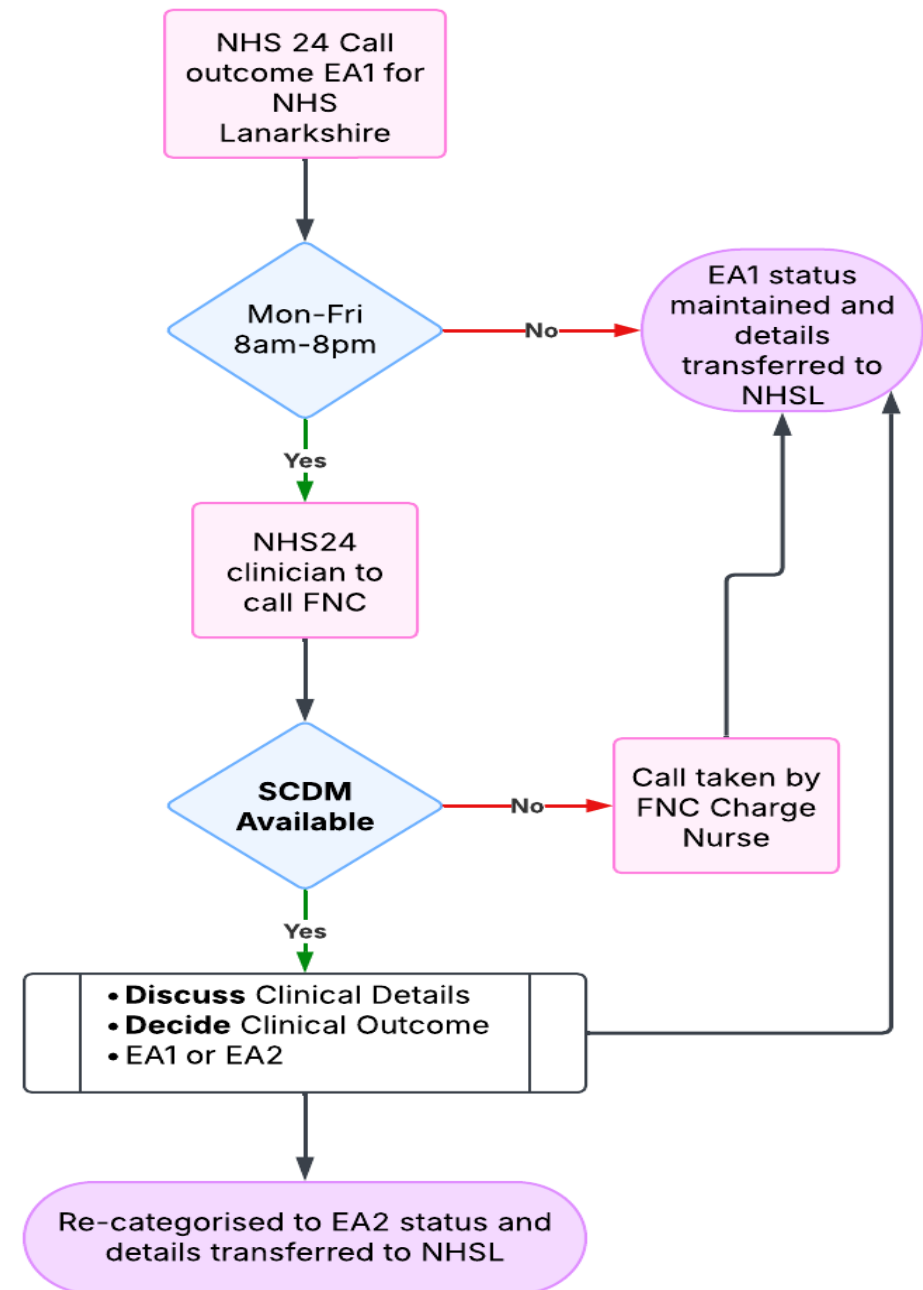 NHS 24 Call
outcome EA1 for
NHS
Lanarkshire
Mon-Fri
8am-8pm
No
EA1 status
maintained and
details
transferred to
NHSL
Yes
NHS24
clinician to
call FNC
SCDM
Available
No
Call taken by
FNC Charge
Nurse
Yes
• Discuss Clinical Details
• Decide Clinical Outcome
• EA1 or EA2
Re-categorised to EA2 status and
details transferred to NHSL